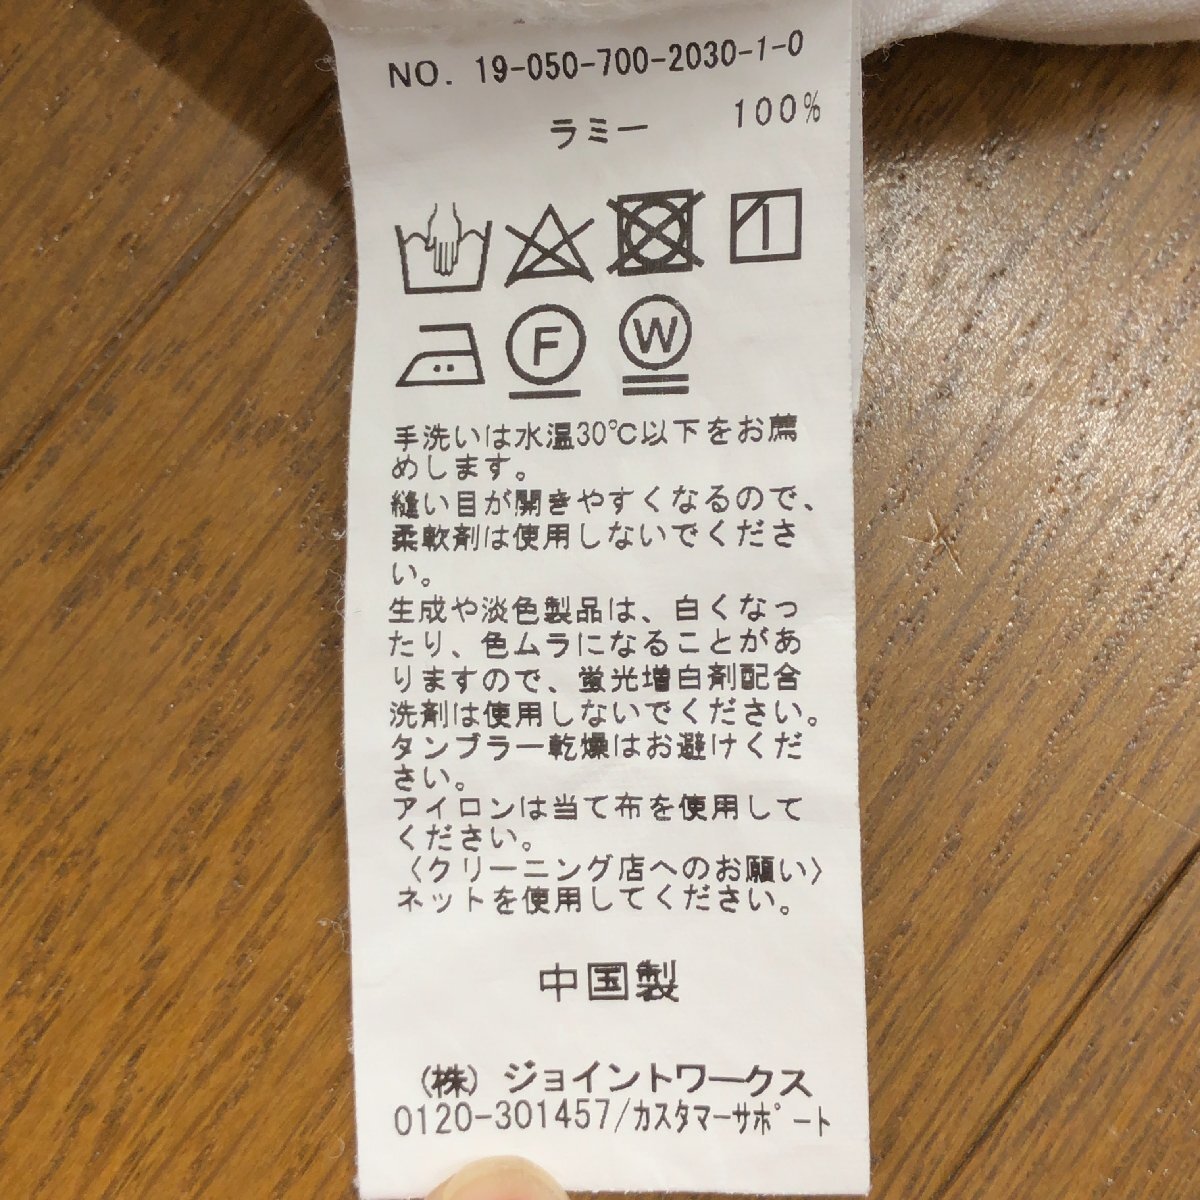 NO. 19-050-700-2030-1-0
ラミー 100%
F W
手洗いは水温30℃以下をお薦
めします。
縫い目が開きやすくなるので、
柔軟剤は使用しないでくださ
い。
生成や淡色製品は、白くなっ
たり、色ムラになることがあ
りますので、蛍光増白剤配合
洗剤は使用しないでください。
タンブラー乾燥はお避けくだ
さい。
アイロンは当て布を使用して
ください。
〈クリーニング店へのお願い〉
ネットを使用してください。
中国製
(株) ジョイントワークス
0120-301457/カスタマーサポート